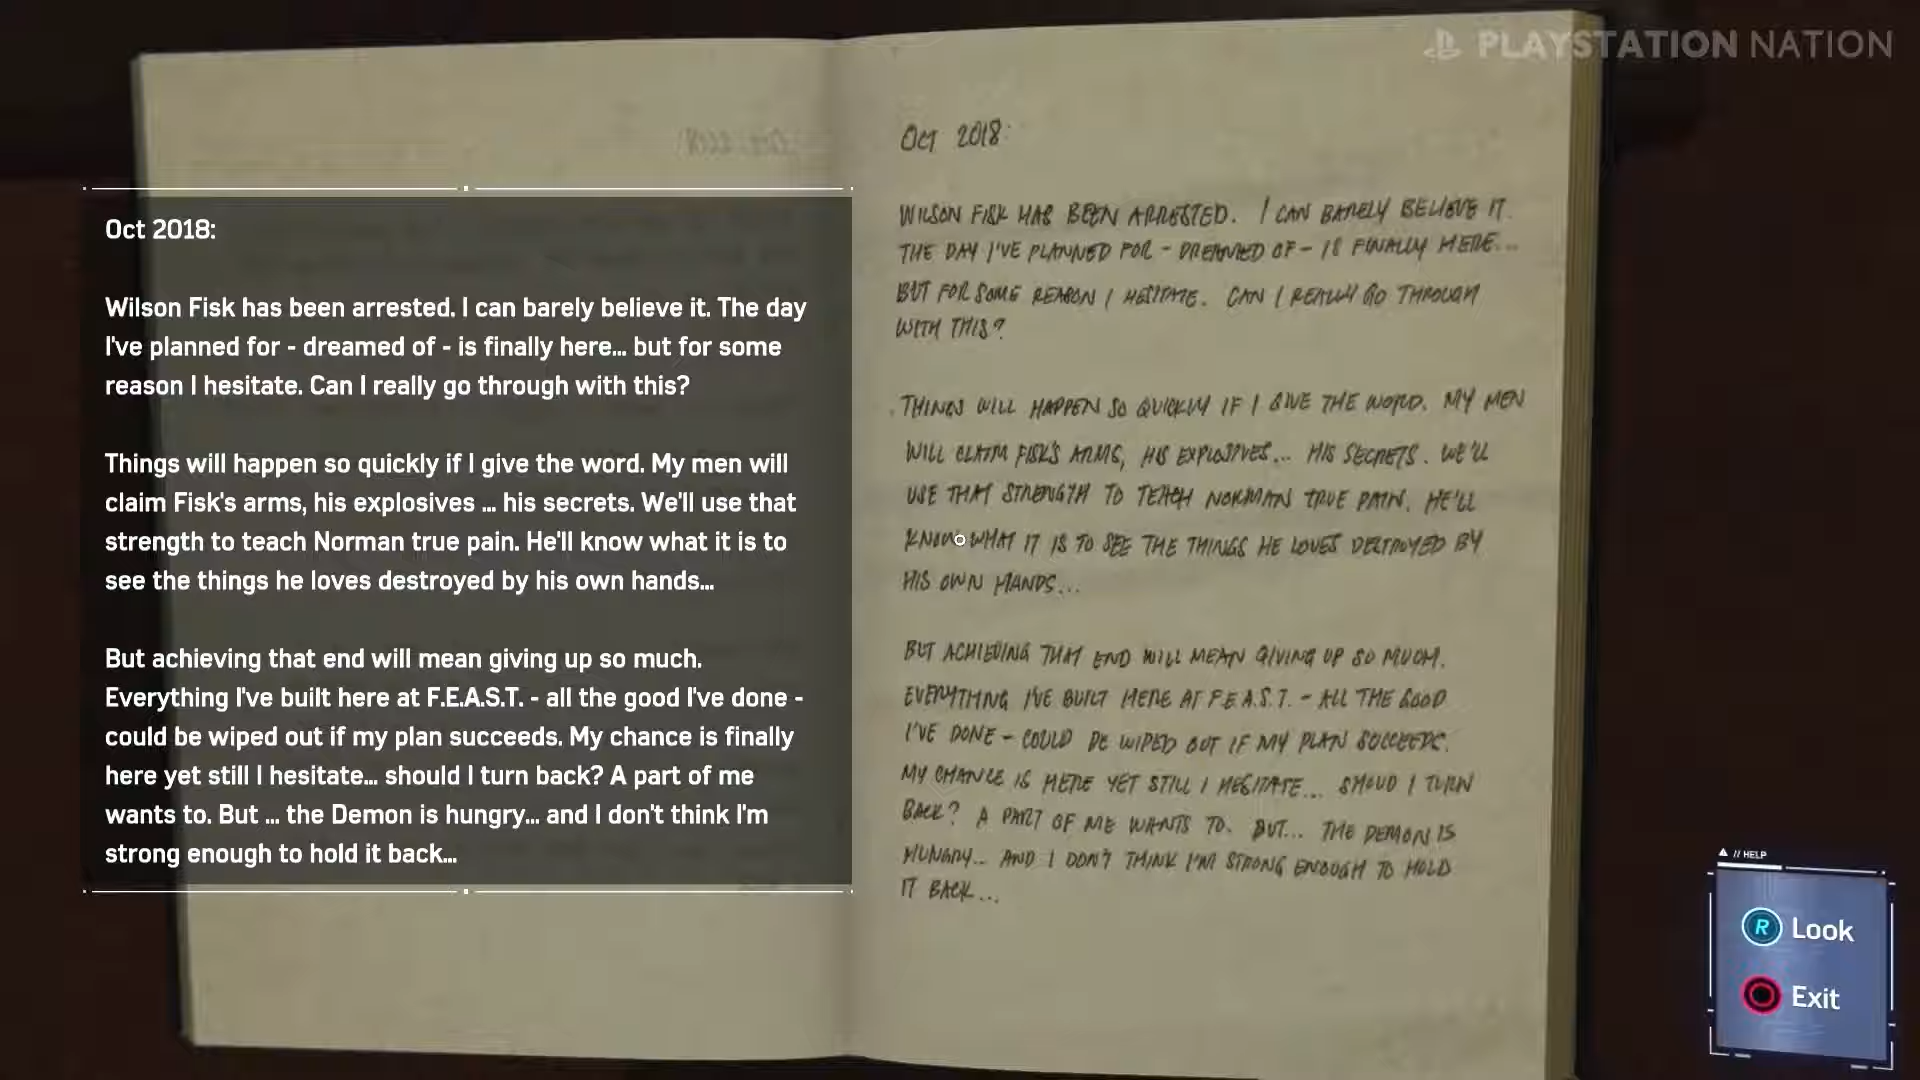 PLAYSTATION NATION
Oct 2018:
Wilson Fisk has been arrested. I can barely believe it. The day
I've planned for - dreamed of - is finally here... but for some
reason I hesitate. Can I really go through with this?
Things will happen so quickly if I give the word. My men will
claim Fisk's arms, his explosives ... his secrets. We'll use that
strength to teach Norman true pain. He'll know what it is to
see the things he loves destroyed by his own hands...
But achieving that end will mean giving up so much.
Everything I've built here at F.E.A.S.T. - all the good I've done -
could be wiped out if my plan succeeds. My chance is finally
here yet still I hesitate... should I turn back? A part of me
wants to. But ... the Demon is hungry... and I don't think I'm
strong enough to hold it back...
OCT 2018:
WILSON FISK HAS BEEN ARRESTED. I CAN BARELY BELIEVE IT.
THE DAY I'VE PLANNED FOR - DREAMED OF - IS FINALLY HERE...
BUT FOR SOME REASON I HESITATE. CAN I REALLY GO THROUGH
WITH THIS?
THINGS WILL HAPPEN SO QUICKLY IF I GIVE THE WORD. MY MEN
WILL CLAIM FISK'S ARMS, HIS EXPLOSIVES... HIS SECRETS. WE'LL
USE THAT STRENGTH TO TEACH NORMAN TRUE PAIN. HE'LL
KNOW WHAT IT IS TO SEE THE THINGS HE LOVES DESTROYED BY
HIS OWN HANDS...
BUT ACHIEVING THAT END WILL MEAN GIVING UP SO MUCH.
EVERYTHING I'VE BUILT HERE AT F.E.A.S.T. - ALL THE GOOD
I'VE DONE - COULD BE WIPED OUT IF MY PLAN SUCCEEDS.
MY CHANCE IS HERE YET STILL I HESITATE... SHOUD I TURN
BACK? A PART OF ME WANTS TO. BUT... THE DEMON IS
HUNGRY... AND I DON'T THINK I'M STRONG ENOUGH TO HOLD
IT BACK...
// HELP
R Look
Exit